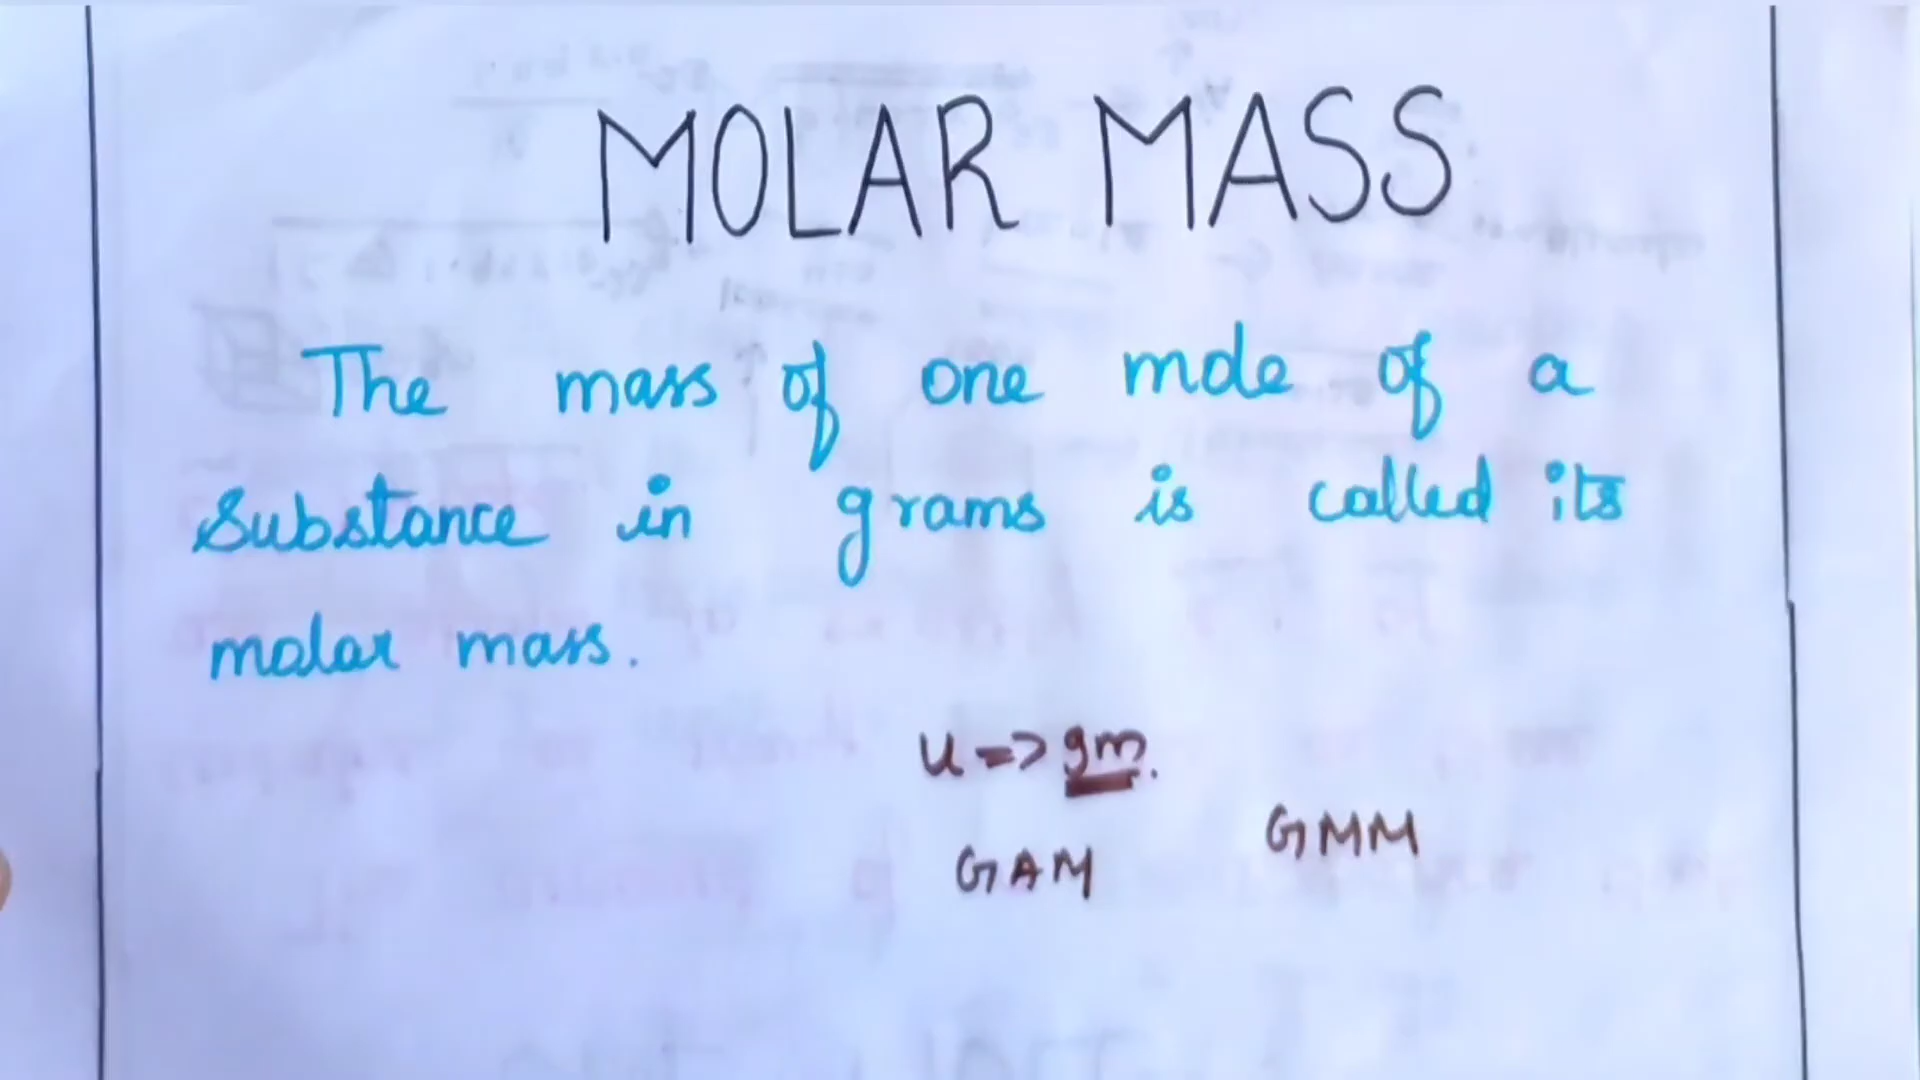 MOLAR MASS
The mass of one mole of a
substance in grams is called its
molar mass.
u => gm.
GAM GMM